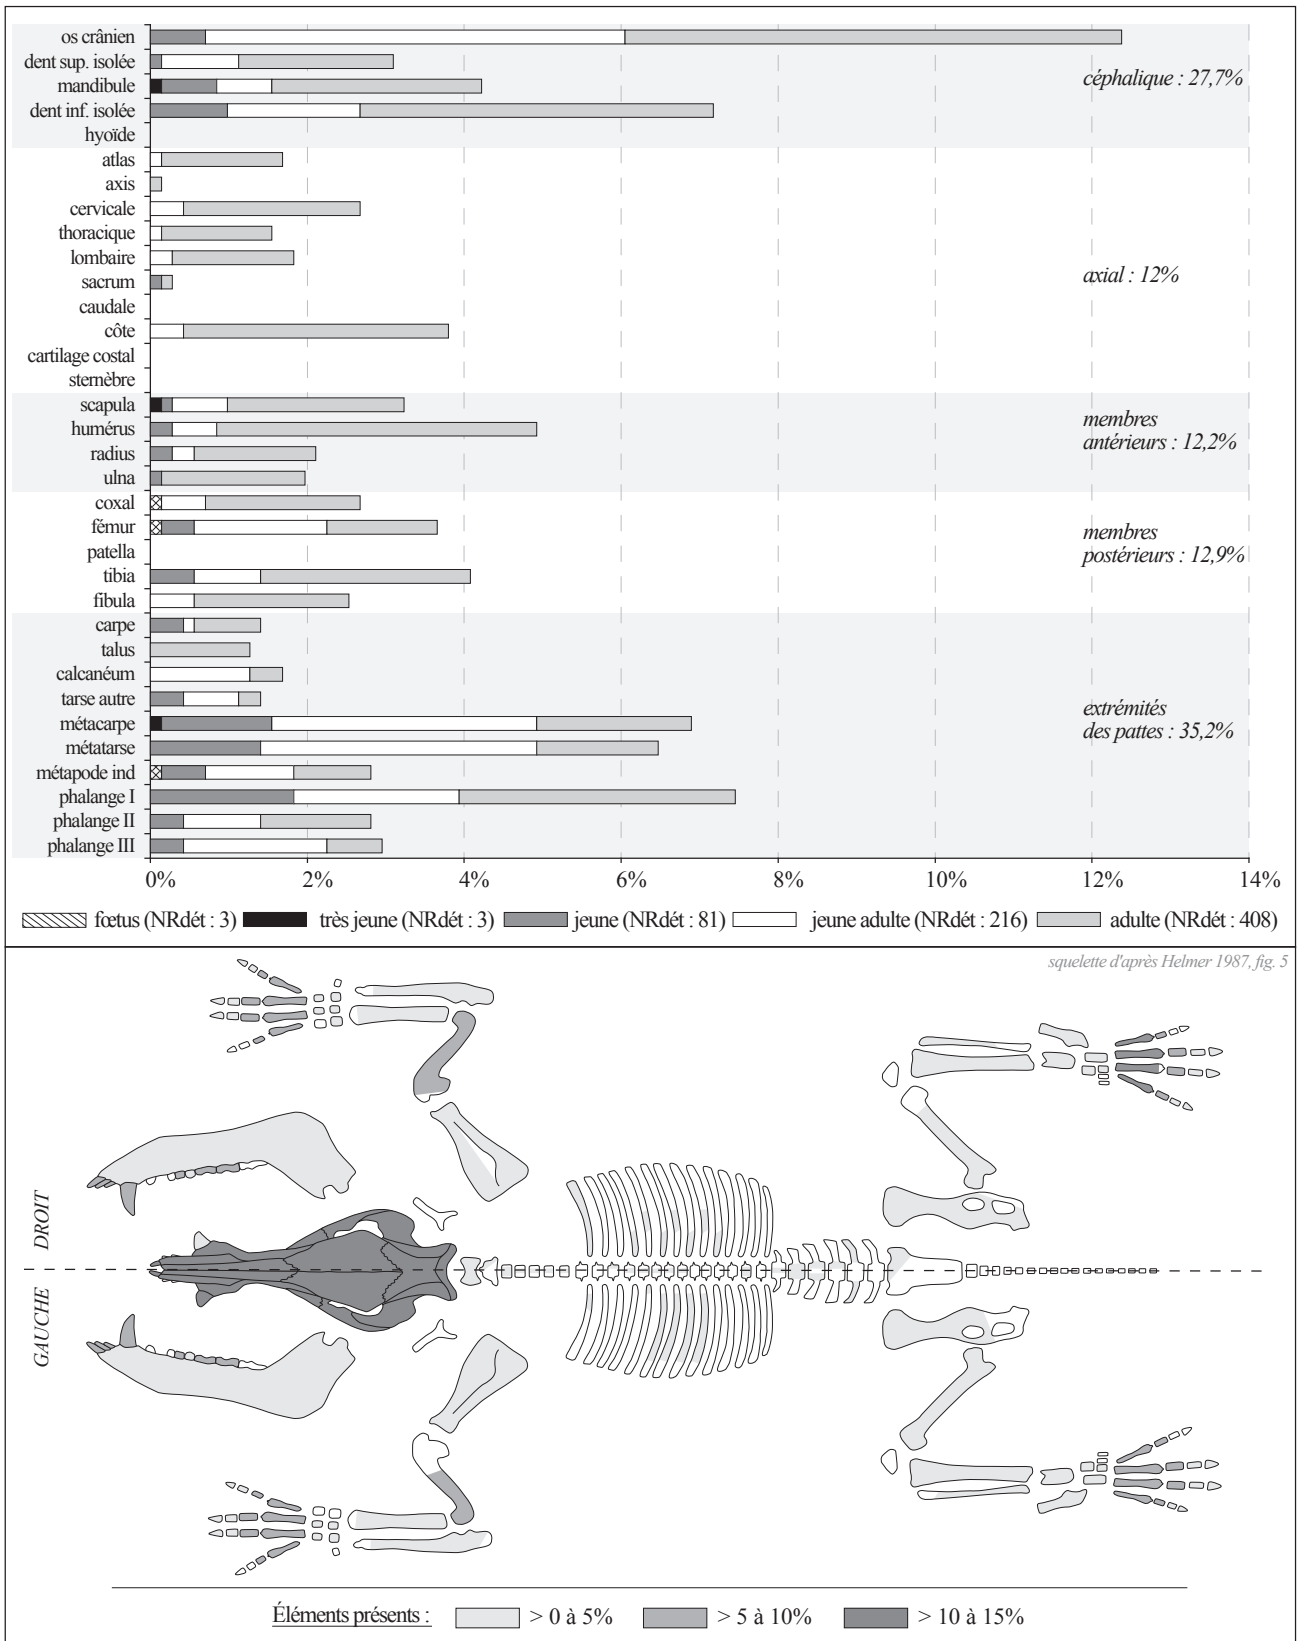 os crânien
dent sup. isolée
mandibule
céphalique : 27,7%
dent inf. isolée
hyoïde
atlas
axis
cervicale
thoracique
lombaire
axial : 12%
sacrum
caudale
côte
cartilage costal
sternèbre
scapula
humérus
membres
antérieurs : 12,2%
radius
ulna
coxal
fémur
membres
postérieurs : 12,9%
patella
tibia
fibula
carpe
talus
calcanéum
tarse autre
métacarpe
extrémités
des pattes : 35,2%
métatarse
métapode ind
phalange I
phalange II
phalange III
0% 2% 4% 6% 8% 10% 12% 14%
fœtus (NRdét : 3) très jeune (NRdét : 3) jeune (NRdét : 81) jeune adulte (NRdét : 216) adulte (NRdét : 408)
squelette d'après Helmer 1987, fig. 5
DROIT
GAUCHE
Éléments présents : > 0 à 5% > 5 à 10% > 10 à 15%